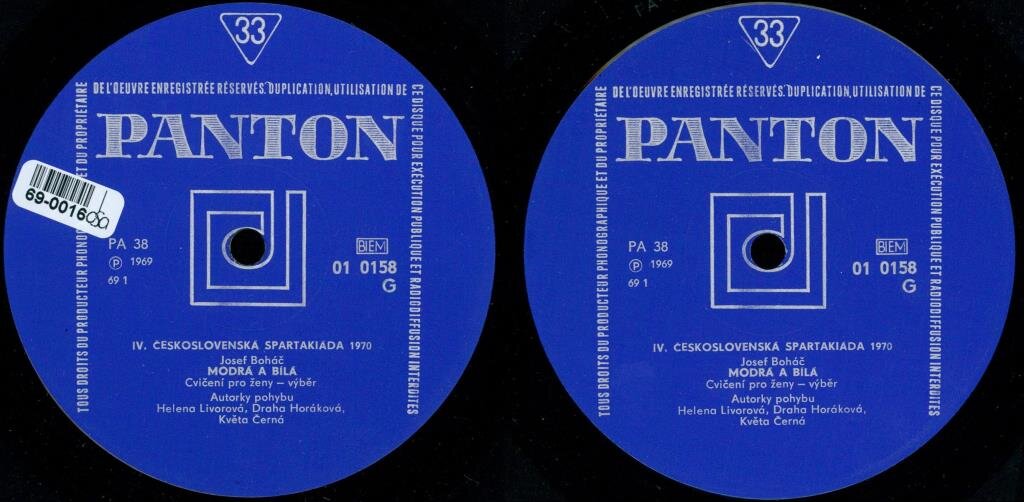 33
TOUS DROITS DU PRODUCTEUR PHONO
ET DU PROPRIÉTAIRE
DE L'OEUVRE ENREGISTRÉE RÉSERVÉS. DUPLICATION, UTILISATION DE
CE DISQUE POUR EXÉCUTION PUBLIQUE ET RADIODIFFUSION INTERDITES
PANTON
69-0016
PA 38
Ⓟ 1969
69 1
BIEM
01 0158
G
IV. ČESKOSLOVENSKÁ SPARTAKIÁDA 1970
Josef Boháč
MODRÁ A BÍLÁ
Cvičení pro ženy – výběr
Autorky pohybu
Helena Livorová, Draha Horáková,
Květa Černá
33
TOUS DROITS DU PRODUCTEUR PHONOGRAPHIQUE ET DU PROPRIÉTAIRE
DE L'OEUVRE ENREGISTRÉE RÉSERVÉS. DUPLICATION, UTILISATION DE
CE DISQUE POUR EXÉCUTION PUBLIQUE ET RADIODIFFUSION INTERDITES
PANTON
PA 38
Ⓟ 1969
69 1
BIEM
01 0158
G
IV. ČESKOSLOVENSKÁ SPARTAKIÁDA 1970
Josef Boháč
MODRÁ A BÍLÁ
Cvičení pro ženy – výběr
Autorky pohybu
Helena Livorová, Draha Horáková,
Květa Černá